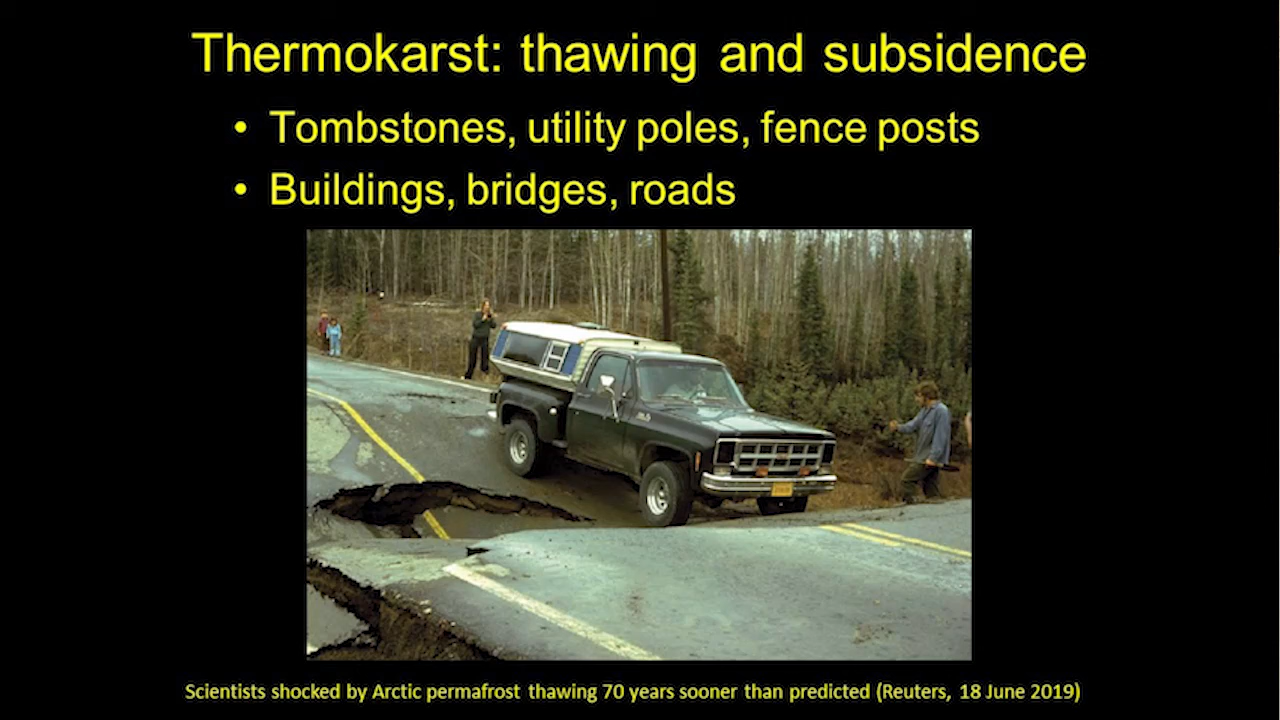 Thermokarst: thawing and subsidence
• Tombstones, utility poles, fence posts
• Buildings, bridges, roads
Scientists shocked by Arctic permafrost thawing 70 years sooner than predicted (Reuters, 18 June 2019)